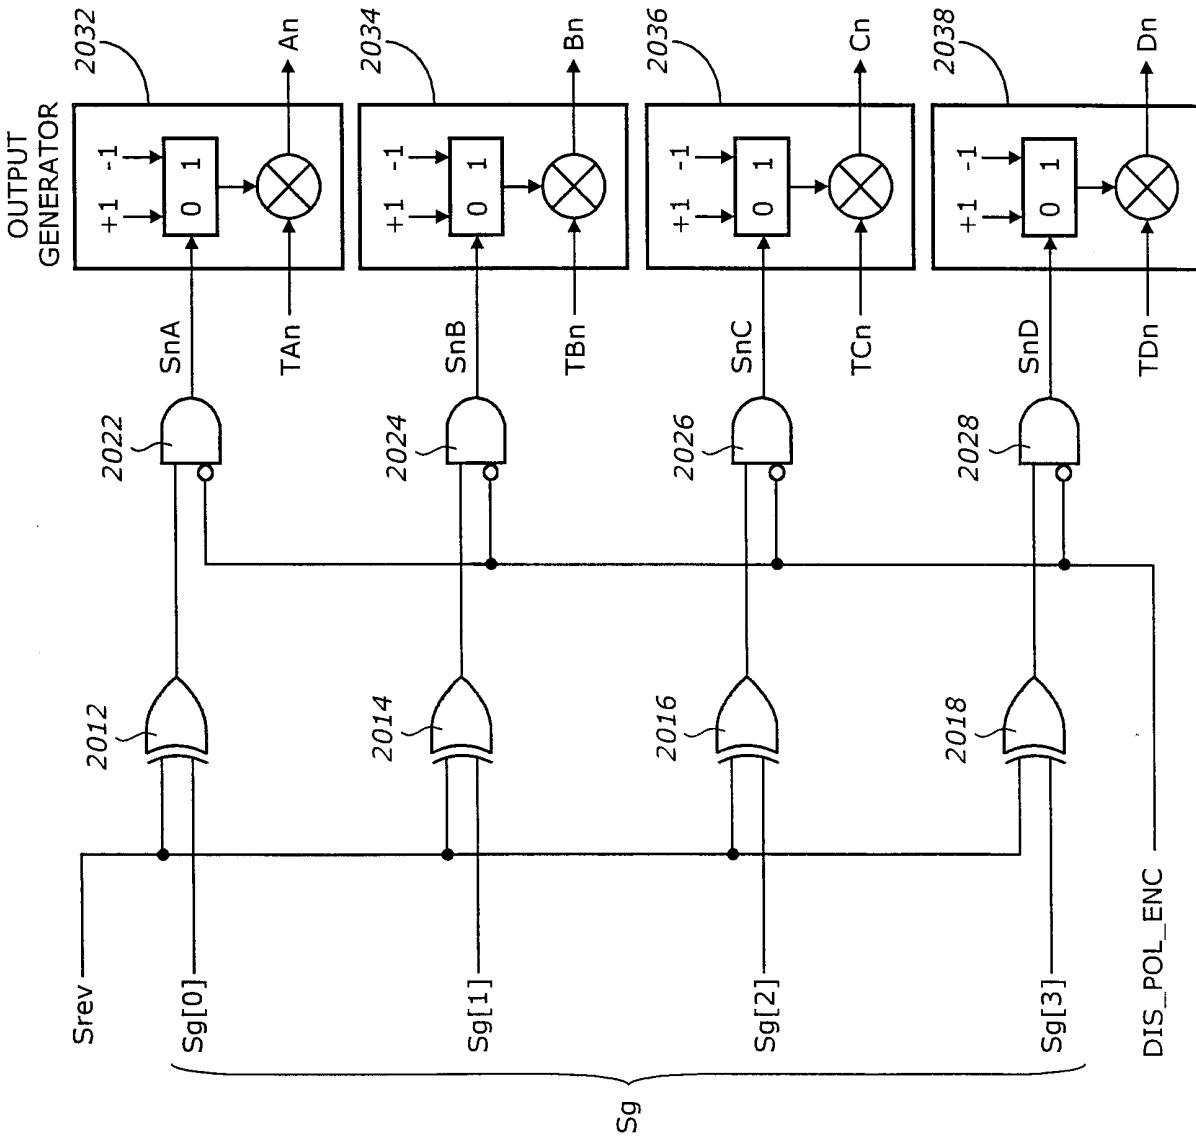 OUTPUT
GENERATOR
2032
2034
2036
2038
+1 -1
0 1
An
+1 -1
0 1
Bn
+1 -1
0 1
Cn
+1 -1
0 1
Dn
SnA
TAn
SnB
TBn
SnC
TCn
SnD
TDn
2022
2024
2026
2028
2012
2014
2016
2018
Srev
Sg[0]
Sg[1]
Sg[2]
Sg[3]
DIS_POL_ENC
Sg